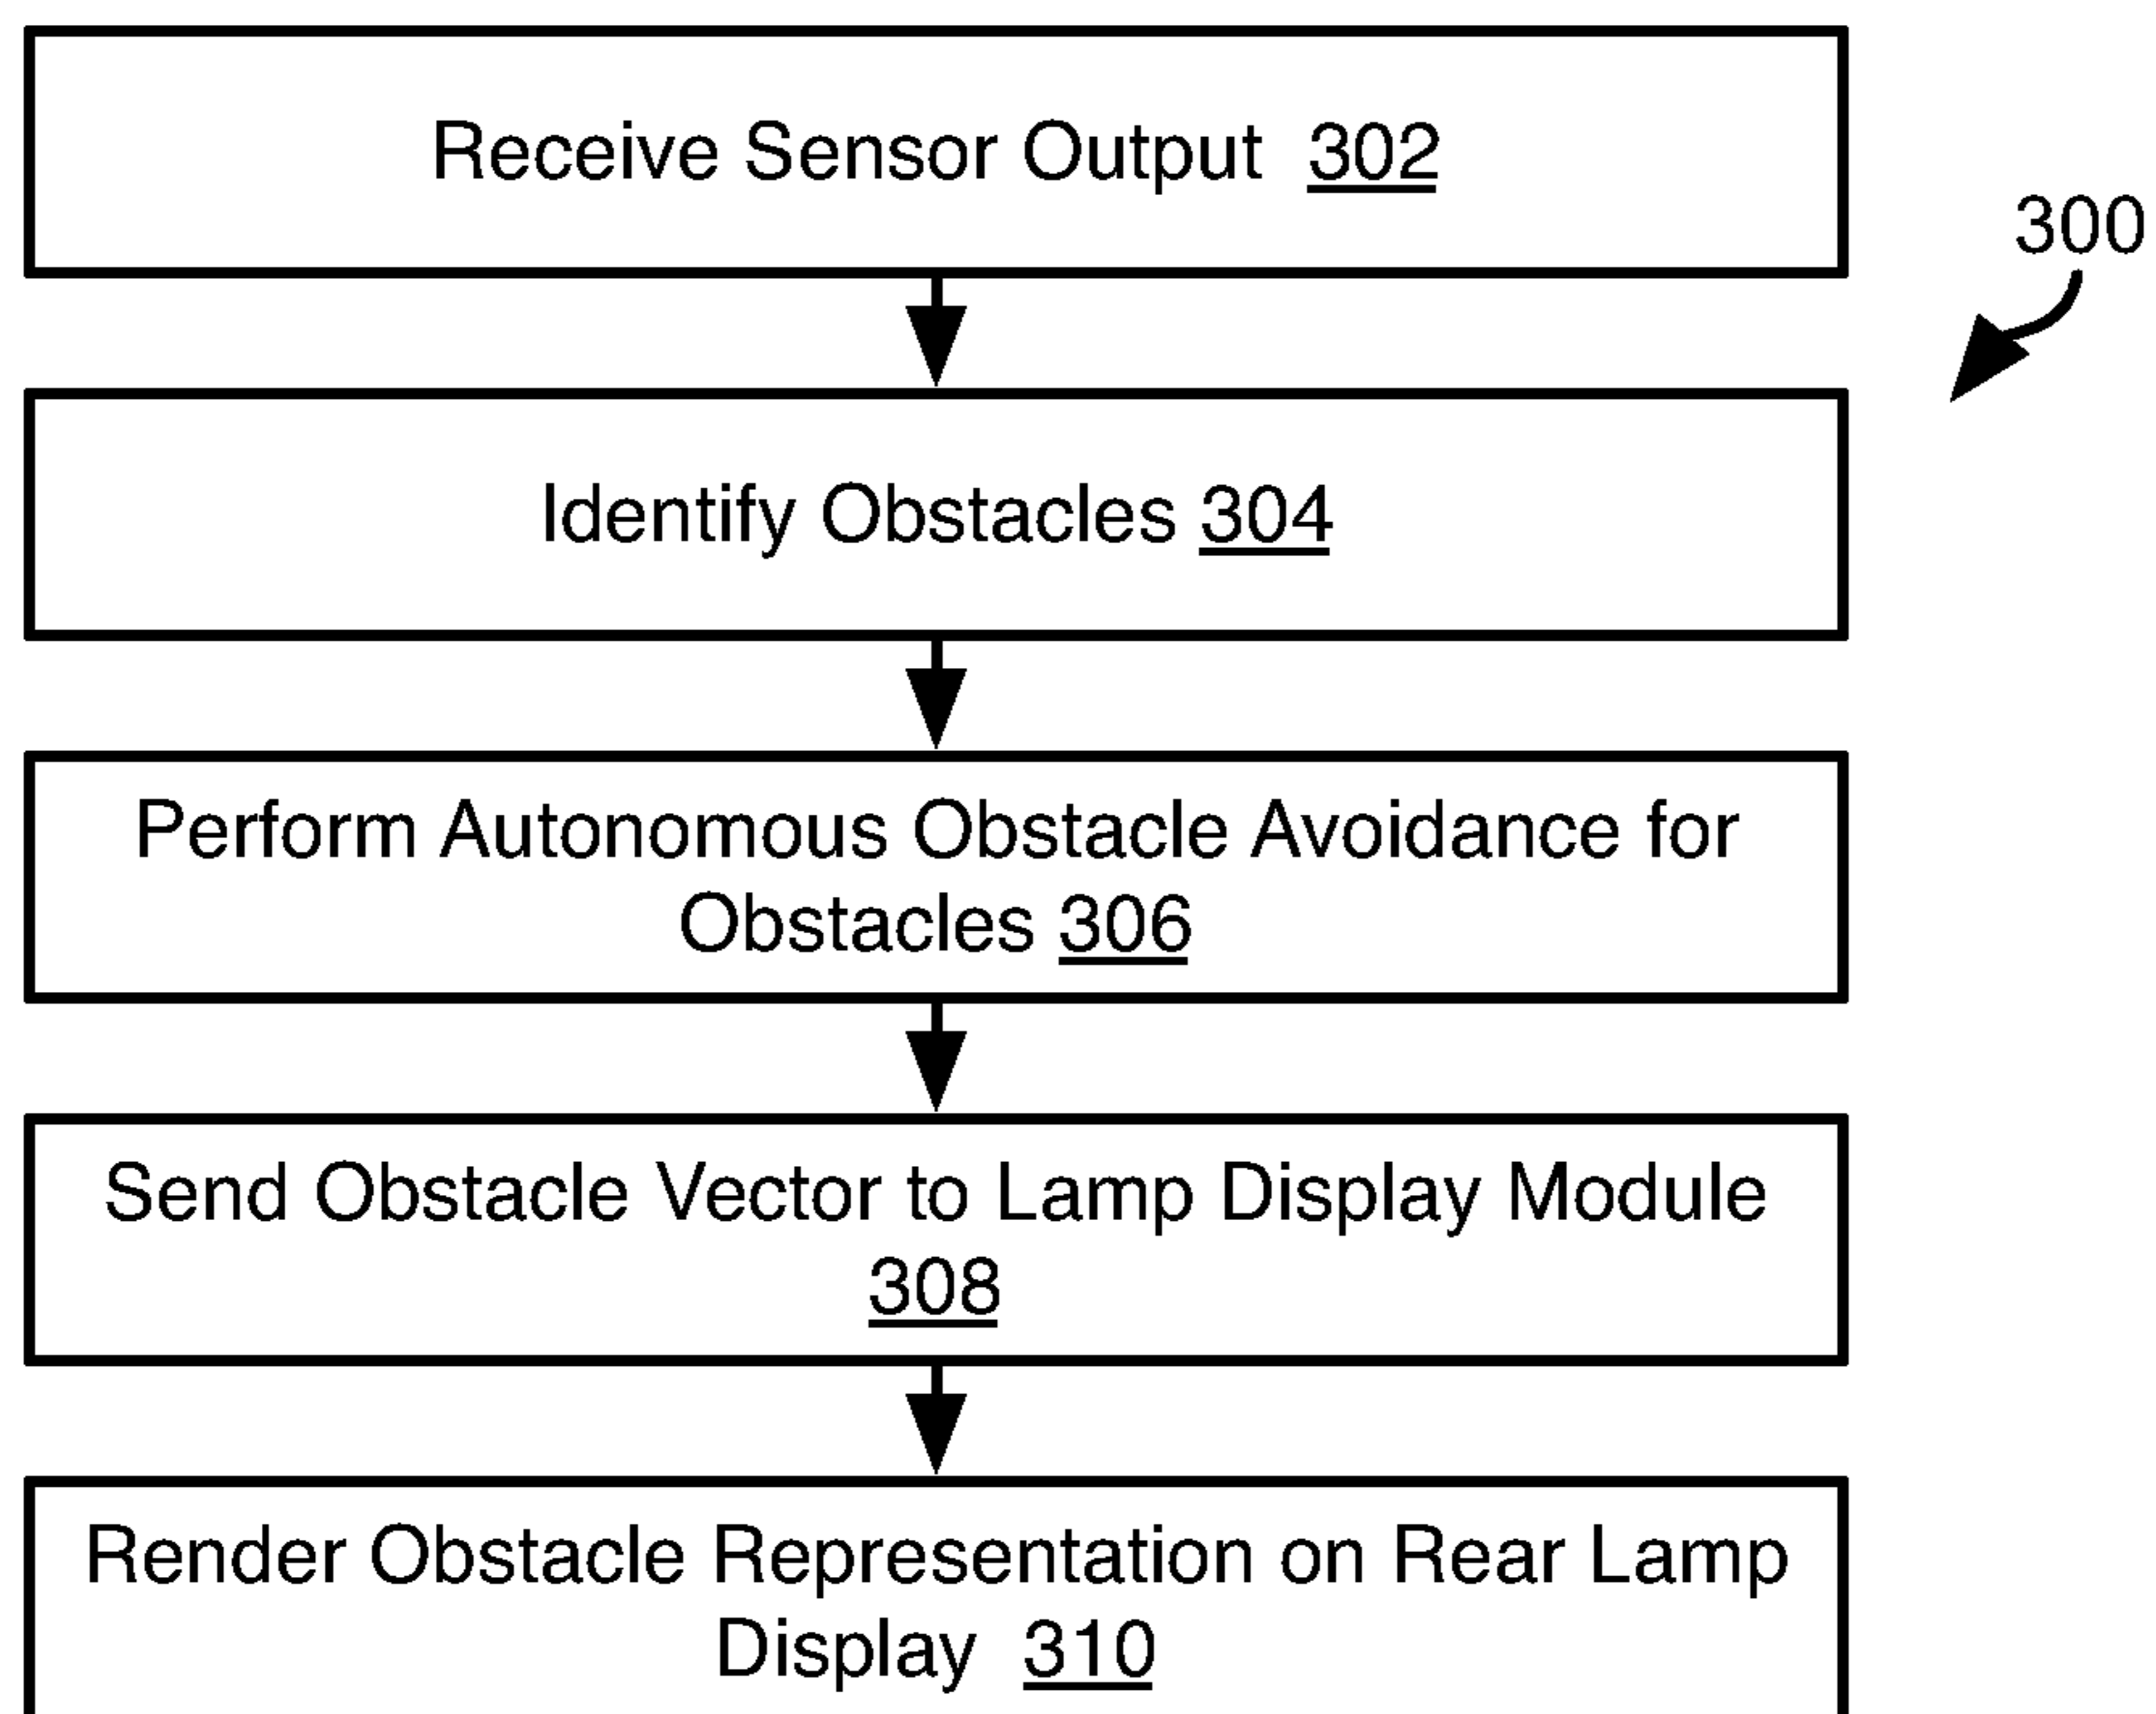 Receive Sensor Output 302
300
Identify Obstacles 304
Perform Autonomous Obstacle Avoidance for
Obstacles 306
Send Obstacle Vector to Lamp Display Module
308
Render Obstacle Representation on Rear Lamp
Display 310